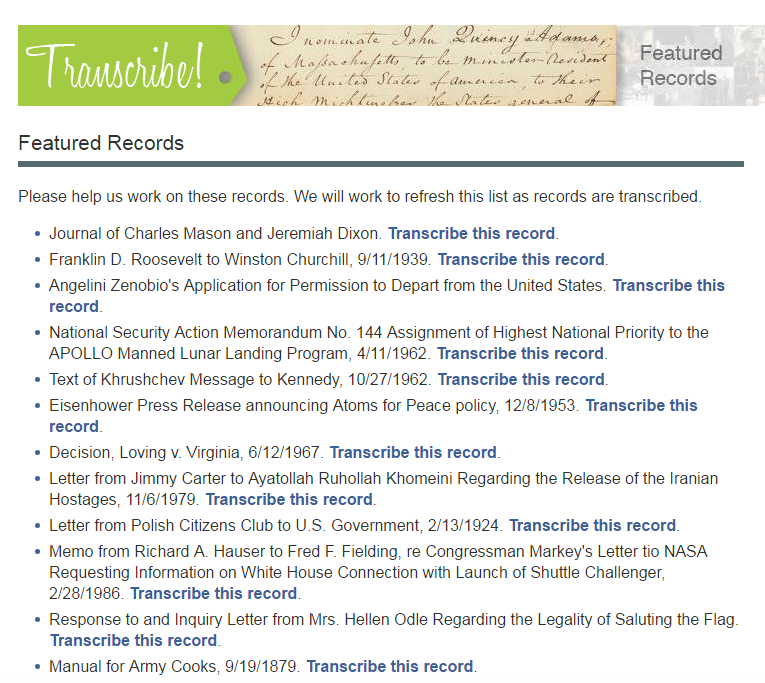 Transcribe!
I nominate John Quincy Adams,
of Massachusetts, to be minister resident
of the United States of america, to their
High Mightinesses the States general of
Featured
Records
Featured Records
Please help us work on these records. We will work to refresh this list as records are transcribed.
• Journal of Charles Mason and Jeremiah Dixon. Transcribe this record.
• Franklin D. Roosevelt to Winston Churchill, 9/11/1939. Transcribe this record.
• Angelini Zenobio's Application for Permission to Depart from the United States. Transcribe this
record.
• National Security Action Memorandum No. 144 Assignment of Highest National Priority to the
APOLLO Manned Lunar Landing Program, 4/11/1962. Transcribe this record.
• Text of Khrushchev Message to Kennedy, 10/27/1962. Transcribe this record.
• Eisenhower Press Release announcing Atoms for Peace policy, 12/8/1953. Transcribe this
record.
• Decision, Loving v. Virginia, 6/12/1967. Transcribe this record.
• Letter from Jimmy Carter to Ayatollah Ruhollah Khomeini Regarding the Release of the Iranian
Hostages, 11/6/1979. Transcribe this record.
• Letter from Polish Citizens Club to U.S. Government, 2/13/1924. Transcribe this record.
• Memo from Richard A. Hauser to Fred F. Fielding, re Congressman Markey's Letter tio NASA
Requesting Information on White House Connection with Launch of Shuttle Challenger,
2/28/1986. Transcribe this record.
• Response to and Inquiry Letter from Mrs. Hellen Odle Regarding the Legality of Saluting the Flag.
Transcribe this record.
• Manual for Army Cooks, 9/19/1879. Transcribe this record.